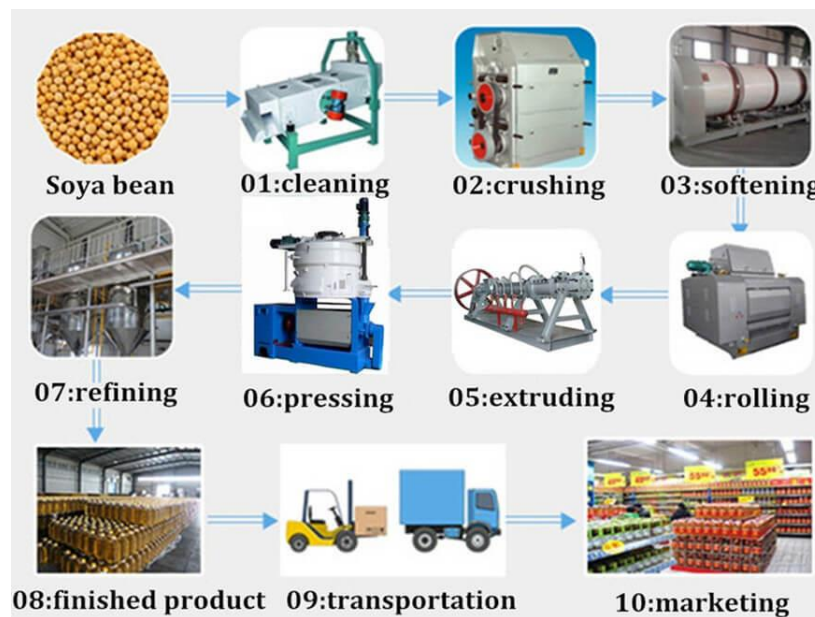 Soya bean
01:cleaning
02:crushing
03:softening
04:rolling
05:extruding
06:pressing
07:refining
08:finished product
09:transportation
10:marketing